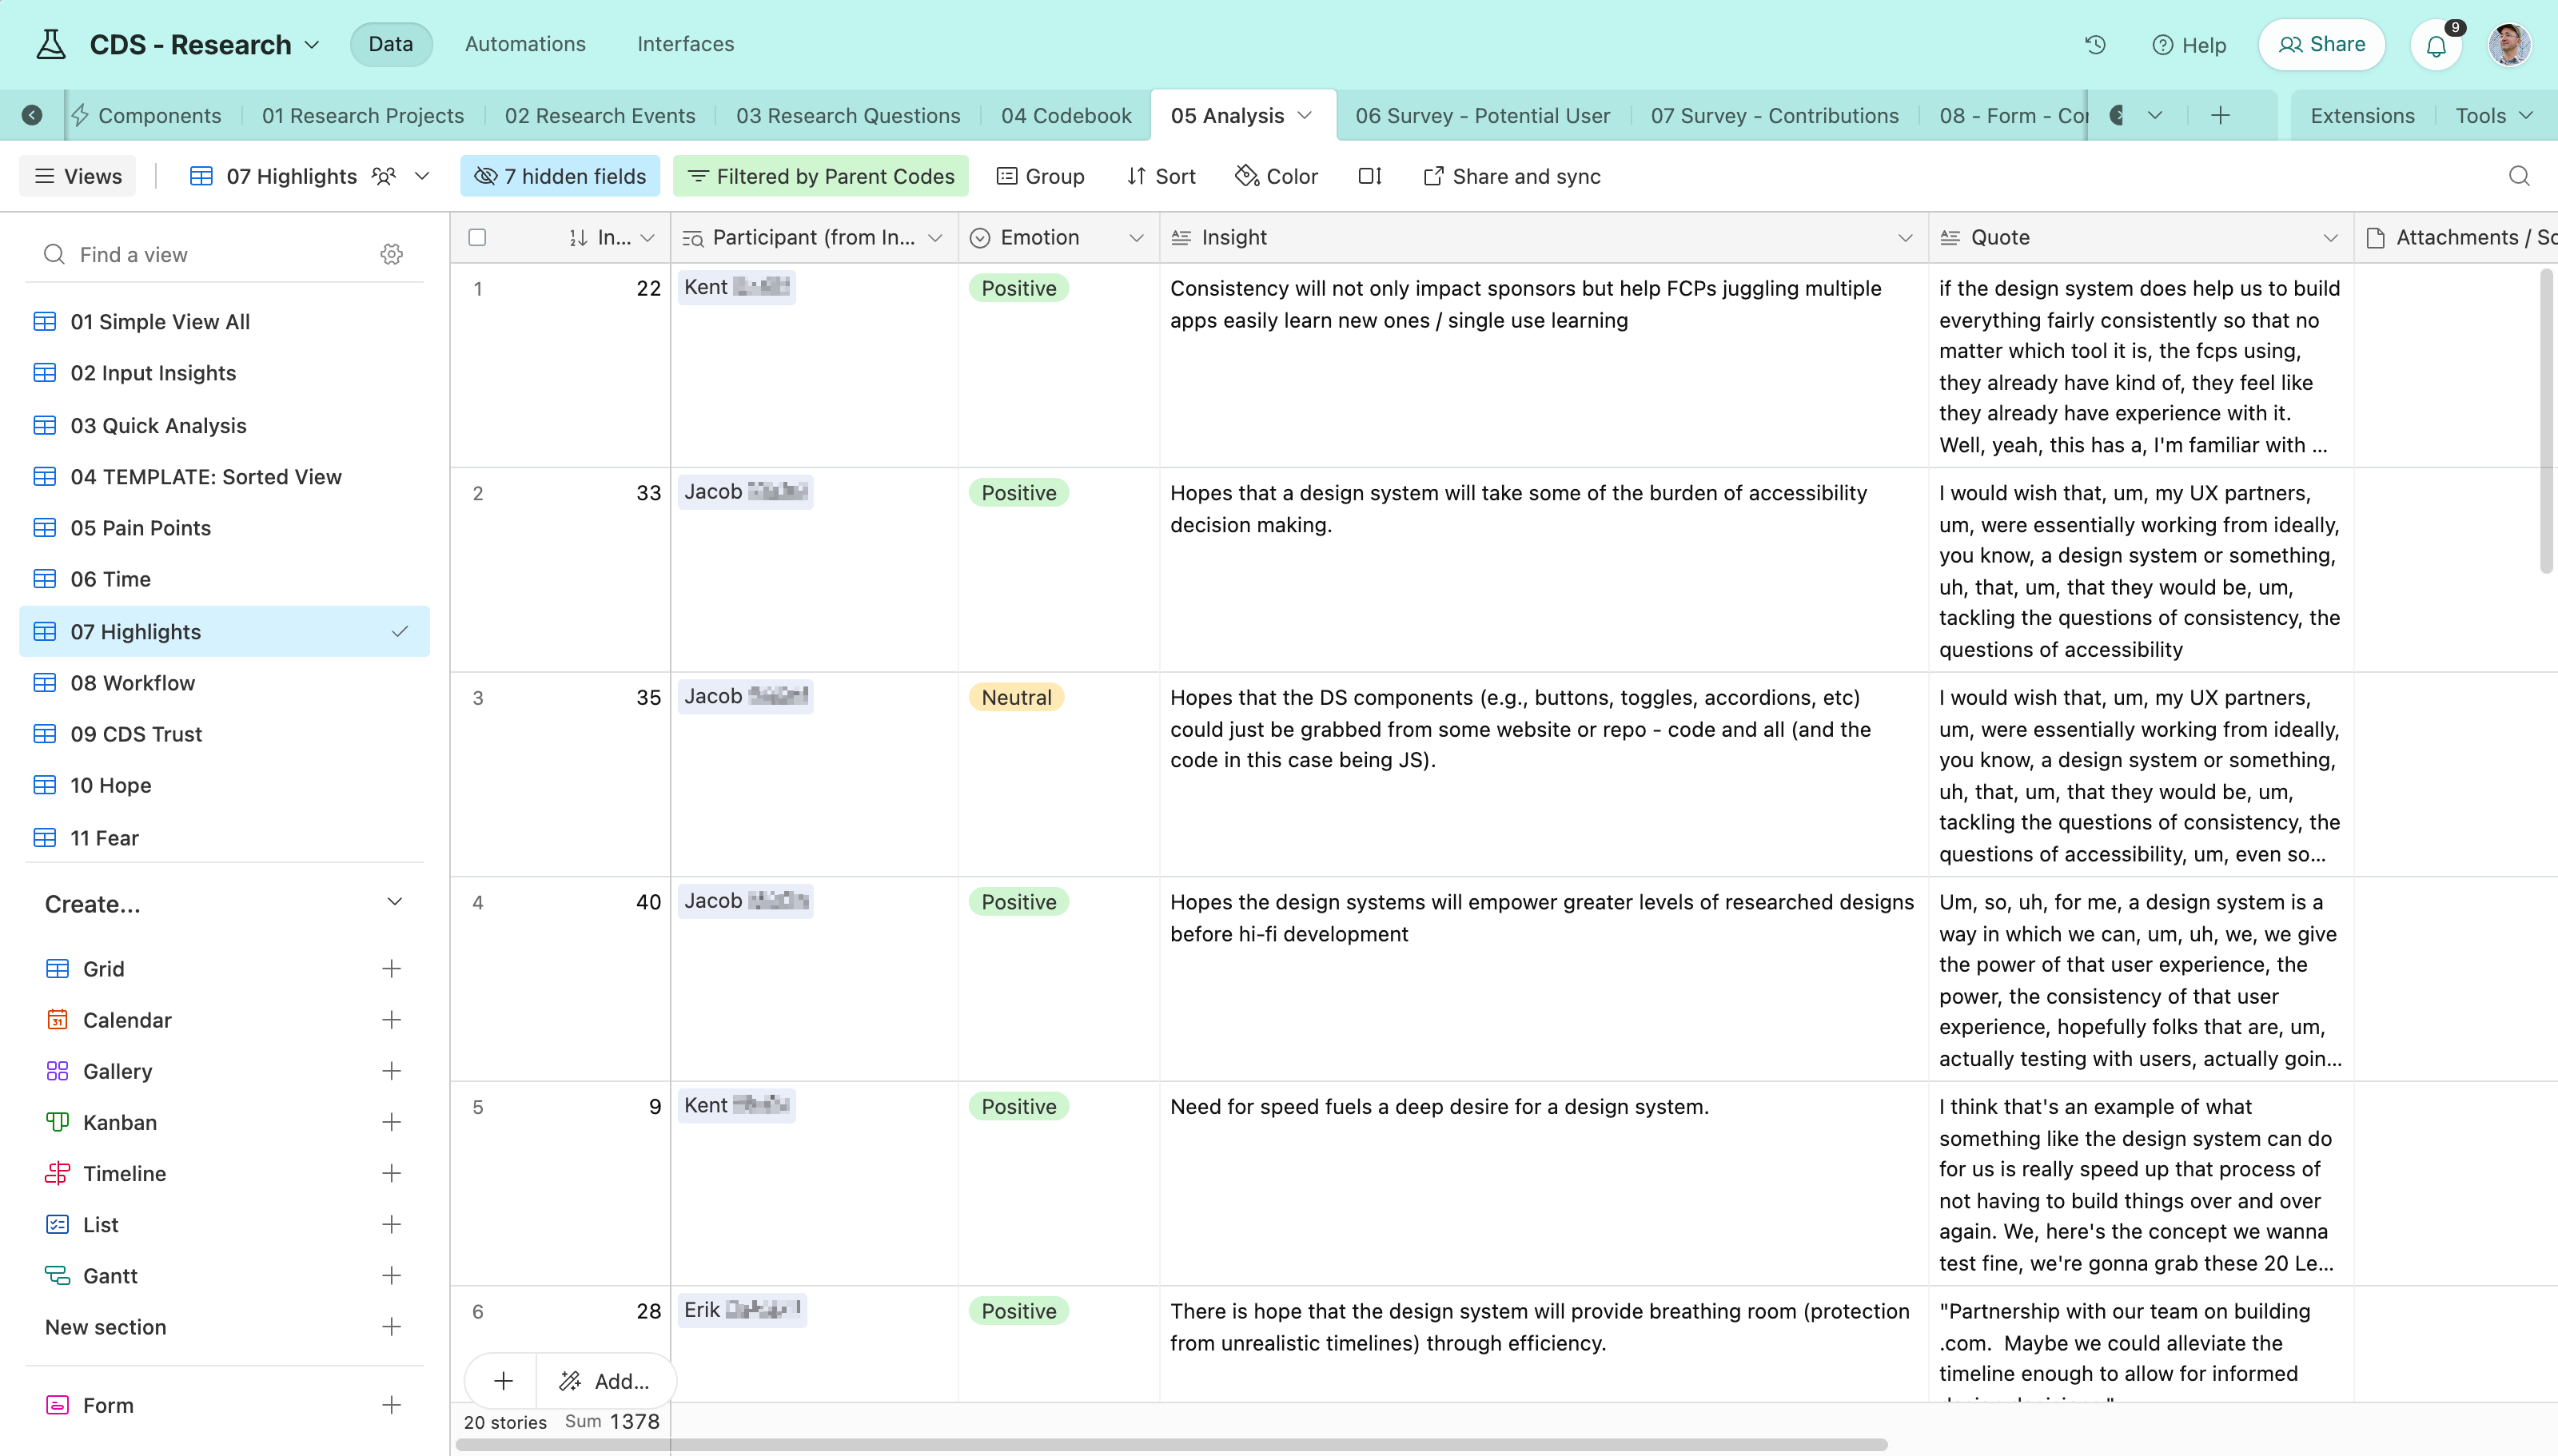 CDS - Research
Data
Automations
Interfaces
Help
Share
9
Components
01 Research Projects
02 Research Events
03 Research Questions
04 Codebook
05 Analysis
06 Survey - Potential User
07 Survey - Contributions
08 - Form - Co
Extensions
Tools
Views
07 Highlights
7 hidden fields
Filtered by Parent Codes
Group
Sort
Color
Share and sync
Find a view
01 Simple View All
02 Input Insights
03 Quick Analysis
04 TEMPLATE: Sorted View
05 Pain Points
06 Time
07 Highlights
08 Workflow
09 CDS Trust
10 Hope
11 Fear
Create...
Grid
31
Calendar
Gallery
Kanban
Timeline
List
Gantt
New section
Form
In...
Participant (from In...
Emotion
Insight
Quote
Attachments / So
1
22
Kent
Positive
Consistency will not only impact sponsors but help FCPs juggling multiple
apps easily learn new ones / single use learning
if the design system does help us to build
everything fairly consistently so that no
matter which tool it is, the fcps using,
they already have kind of, they feel like
they already have experience with it.
Well, yeah, this has a, I'm familiar with ...
2
33
Jacob
Positive
Hopes that a design system will take some of the burden of accessibility
decision making.
I would wish that, um, my UX partners,
um, were essentially working from ideally,
you know, a design system or something,
uh, that, um, that they would be, um,
tackling the questions of consistency, the
questions of accessibility
3
35
Jacob
Neutral
Hopes that the DS components (e.g., buttons, toggles, accordions, etc)
could just be grabbed from some website or repo - code and all (and the
code in this case being JS).
I would wish that, um, my UX partners,
um, were essentially working from ideally,
you know, a design system or something,
uh, that, um, that they would be, um,
tackling the questions of consistency, the
questions of accessibility, um, even so...
4
40
Jacob
Positive
Hopes the design systems will empower greater levels of researched designs
before hi-fi development
Um, so, uh, for me, a design system is a
way in which we can, um, uh, we, we give
the power of that user experience, the
power, the consistency of that user
experience, hopefully folks that are, um,
actually testing with users, actually goin...
5
9
Kent
Positive
Need for speed fuels a deep desire for a design system.
I think that's an example of what
something like the design system can do
for us is really speed up that process of
not having to build things over and over
again. We, here's the concept we wanna
test fine, we're gonna grab these 20 Le...
6
28
Erik
Positive
There is hope that the design system will provide breathing room (protection
from unrealistic timelines) through efficiency.
"Partnership with our team on building
.com.  Maybe we could alleviate the
timeline enough to allow for informed
Add...
20 stories
Sum 1378